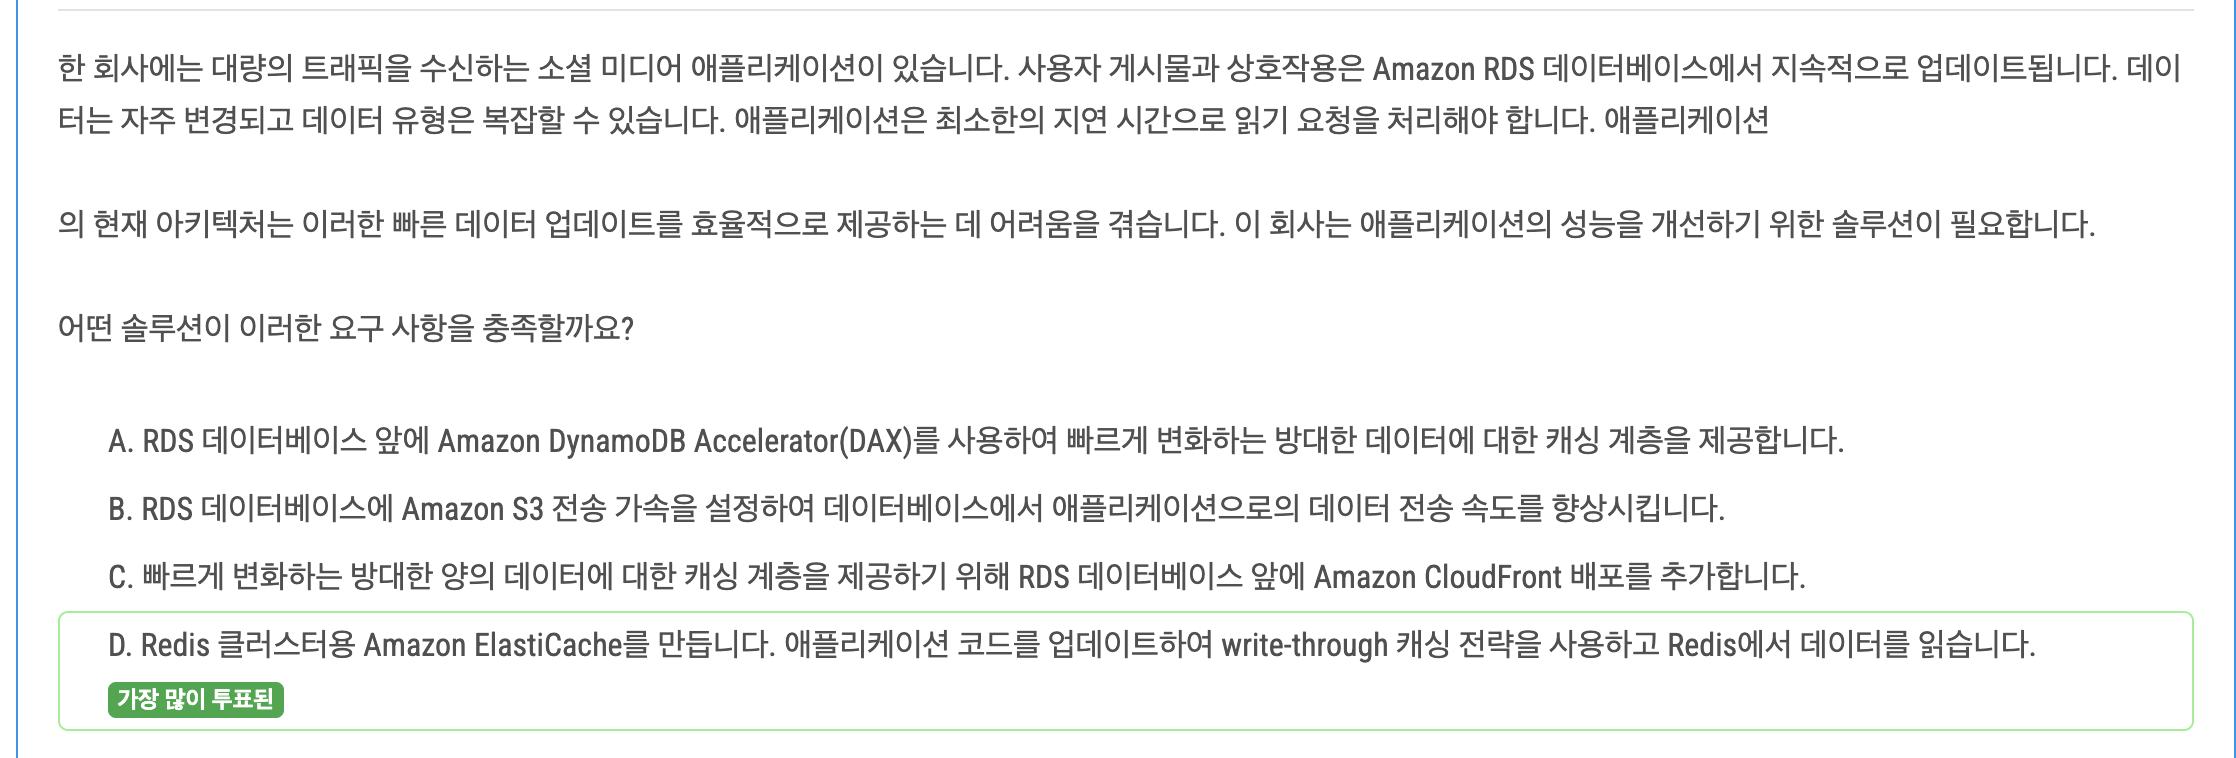 한 회사에는 대량의 트래픽을 수신하는 소셜 미디어 애플리케이션이 있습니다. 사용자 게시물과 상호작용은 Amazon RDS 데이터베이스에서 지속적으로 업데이트됩니다. 데이
터는 자주 변경되고 데이터 유형은 복잡할 수 있습니다. 애플리케이션은 최소한의 지연 시간으로 읽기 요청을 처리해야 합니다. 애플리케이션
의 현재 아키텍처는 이러한 빠른 데이터 업데이트를 효율적으로 제공하는 데 어려움을 겪습니다. 이 회사는 애플리케이션의 성능을 개선하기 위한 솔루션이 필요합니다.
어떤 솔루션이 이러한 요구 사항을 충족할까요?
A. RDS 데이터베이스 앞에 Amazon DynamoDB Accelerator(DAX)를 사용하여 빠르게 변화하는 방대한 데이터에 대한 캐싱 계층을 제공합니다.
B. RDS 데이터베이스에 Amazon S3 전송 가속을 설정하여 데이터베이스에서 애플리케이션으로의 데이터 전송 속도를 향상시킵니다.
C. 빠르게 변화하는 방대한 양의 데이터에 대한 캐싱 계층을 제공하기 위해 RDS 데이터베이스 앞에 Amazon CloudFront 배포를 추가합니다.
D. Redis 클러스터용 Amazon ElastiCache를 만듭니다. 애플리케이션 코드를 업데이트하여 write-through 캐싱 전략을 사용하고 Redis에서 데이터를 읽습니다.
가장 많이 투표된